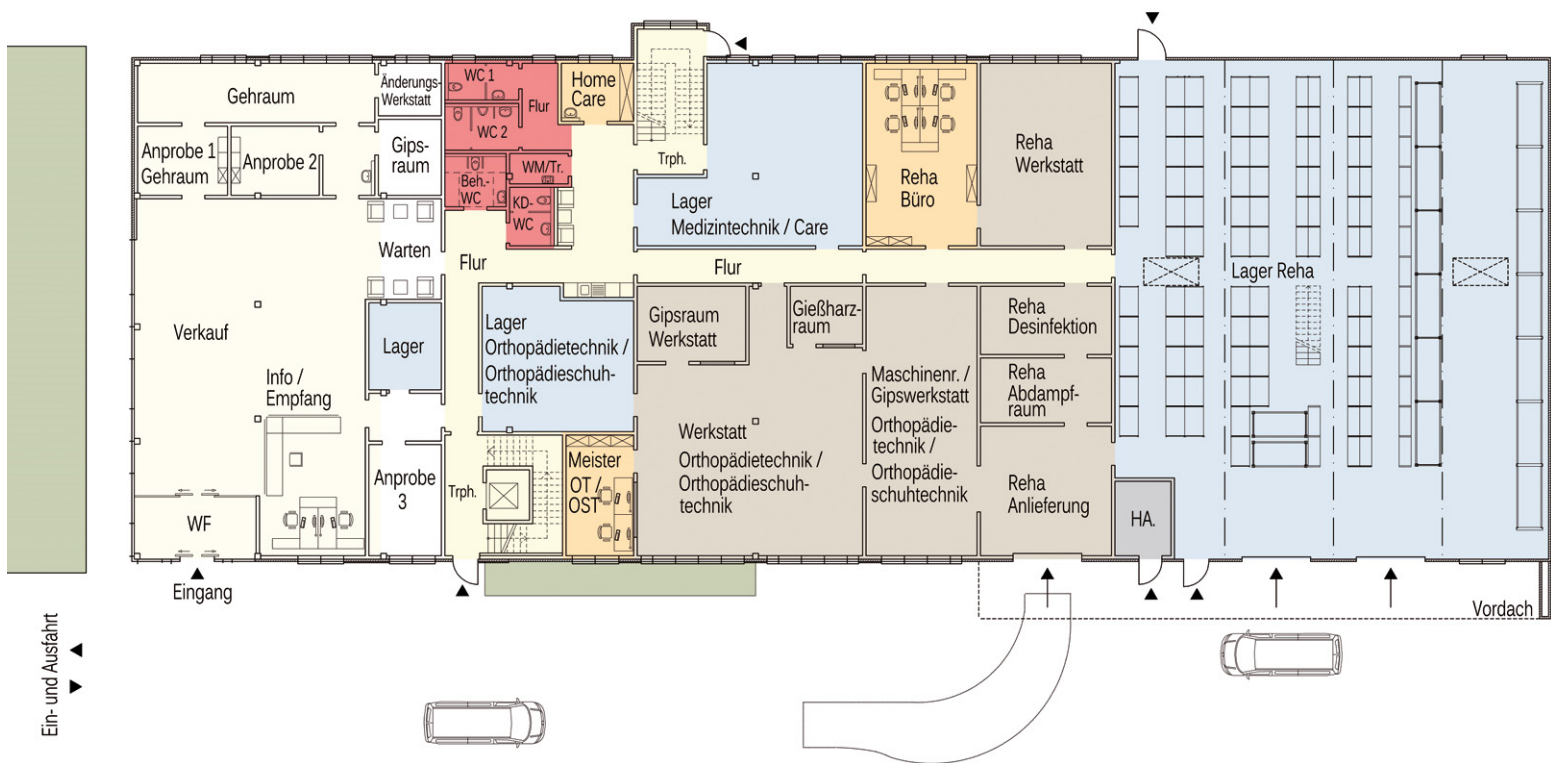 Gehraum
Änderungs-
Werkstatt
WC 1
Flur
WC 2
Home
Care
Anprobe 1
Gehraum
Anprobe 2
Gips-
raum
Beh.-
WC
WM/Tr.
KD-
WC
Trph.
Lager
Medizintechnik / Care
Reha
Büro
Reha
Werkstatt
Warten
Flur
Flur
Lager Reha
Verkauf
Lager
Lager
Orthopädietechnik /
Orthopädieschuh-
technik
Gipsraum
Werkstatt
Gießharz-
raum
Reha
Desinfektion
Info /
Empfang
Maschinenr. /
Gipswerkstatt
Orthopädie-
technik /
Orthopädie-
schuhtechnik
Reha
Abdampf-
raum
Werkstatt
Orthopädietechnik /
Orthopädieschuh-
technik
Anprobe
3
Trph.
Meister
OT /
OST
Reha
Anlieferung
HA.
WF
Eingang
Vordach
Ein- und Ausfahrt